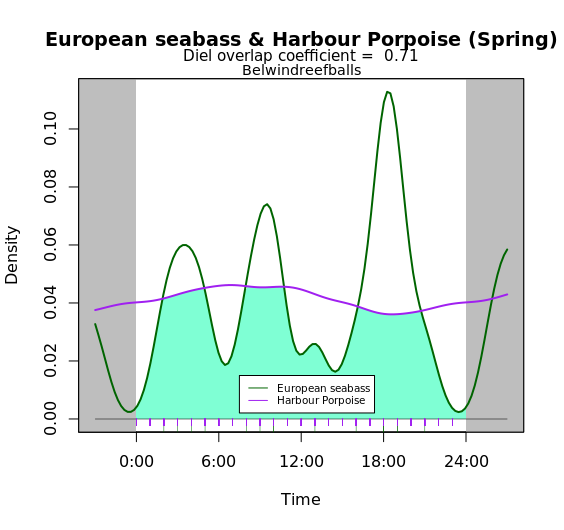 European seabass & Harbour Porpoise (Spring)
Diel overlap coefficient =  0.71
Belwindreefballs
Density
0.10
0.08
0.06
0.04
0.02
0.00
European seabass
Harbour Porpoise
0:00 6:00 12:00 18:00 24:00
Time